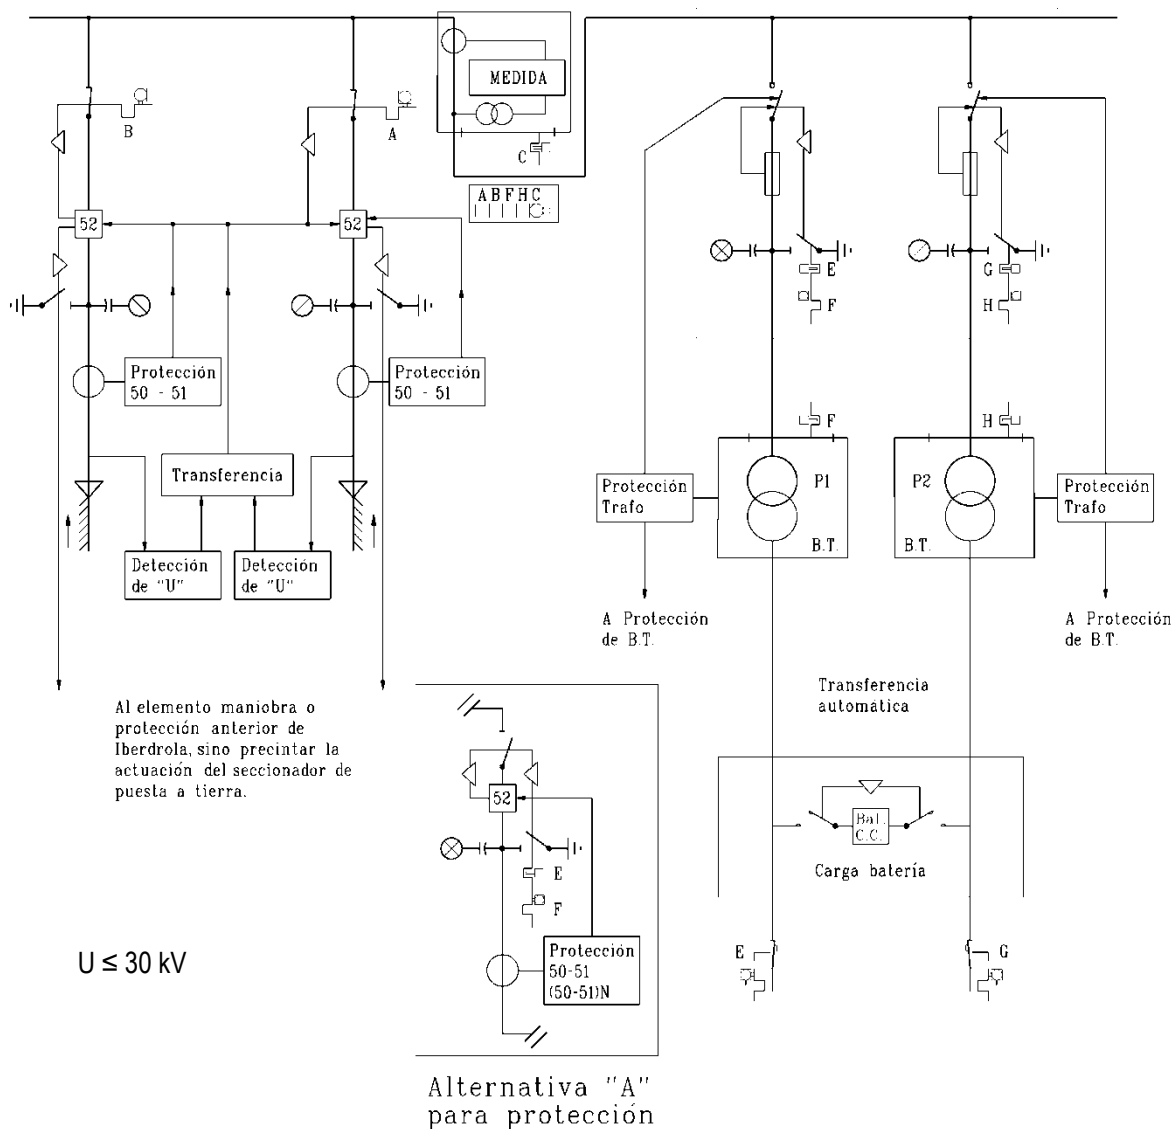 MEDIDA
B
A
C
A B F H C
52
52
E
F
G
H
Protección
50 - 51
Protección
50 - 51
F
H
Transferencia
Protección
Trafo
P1
B.T.
P2
B.T.
Protección
Trafo
Detección
de "U"
Detección
de "U"
A Protección
de B.T.
A Protección
de B.T.
Al elemento maniobra o
protección anterior de
Iberdrola, sino precintar la
actuación del seccionador de
puesta a tierra.
Transferencia
automática
52
E
F
Protección
50-51
(50-51)N
Bat.
C.C.
Carga batería
E
G
U ≤ 30 kV
Alternativa "A"
para protección